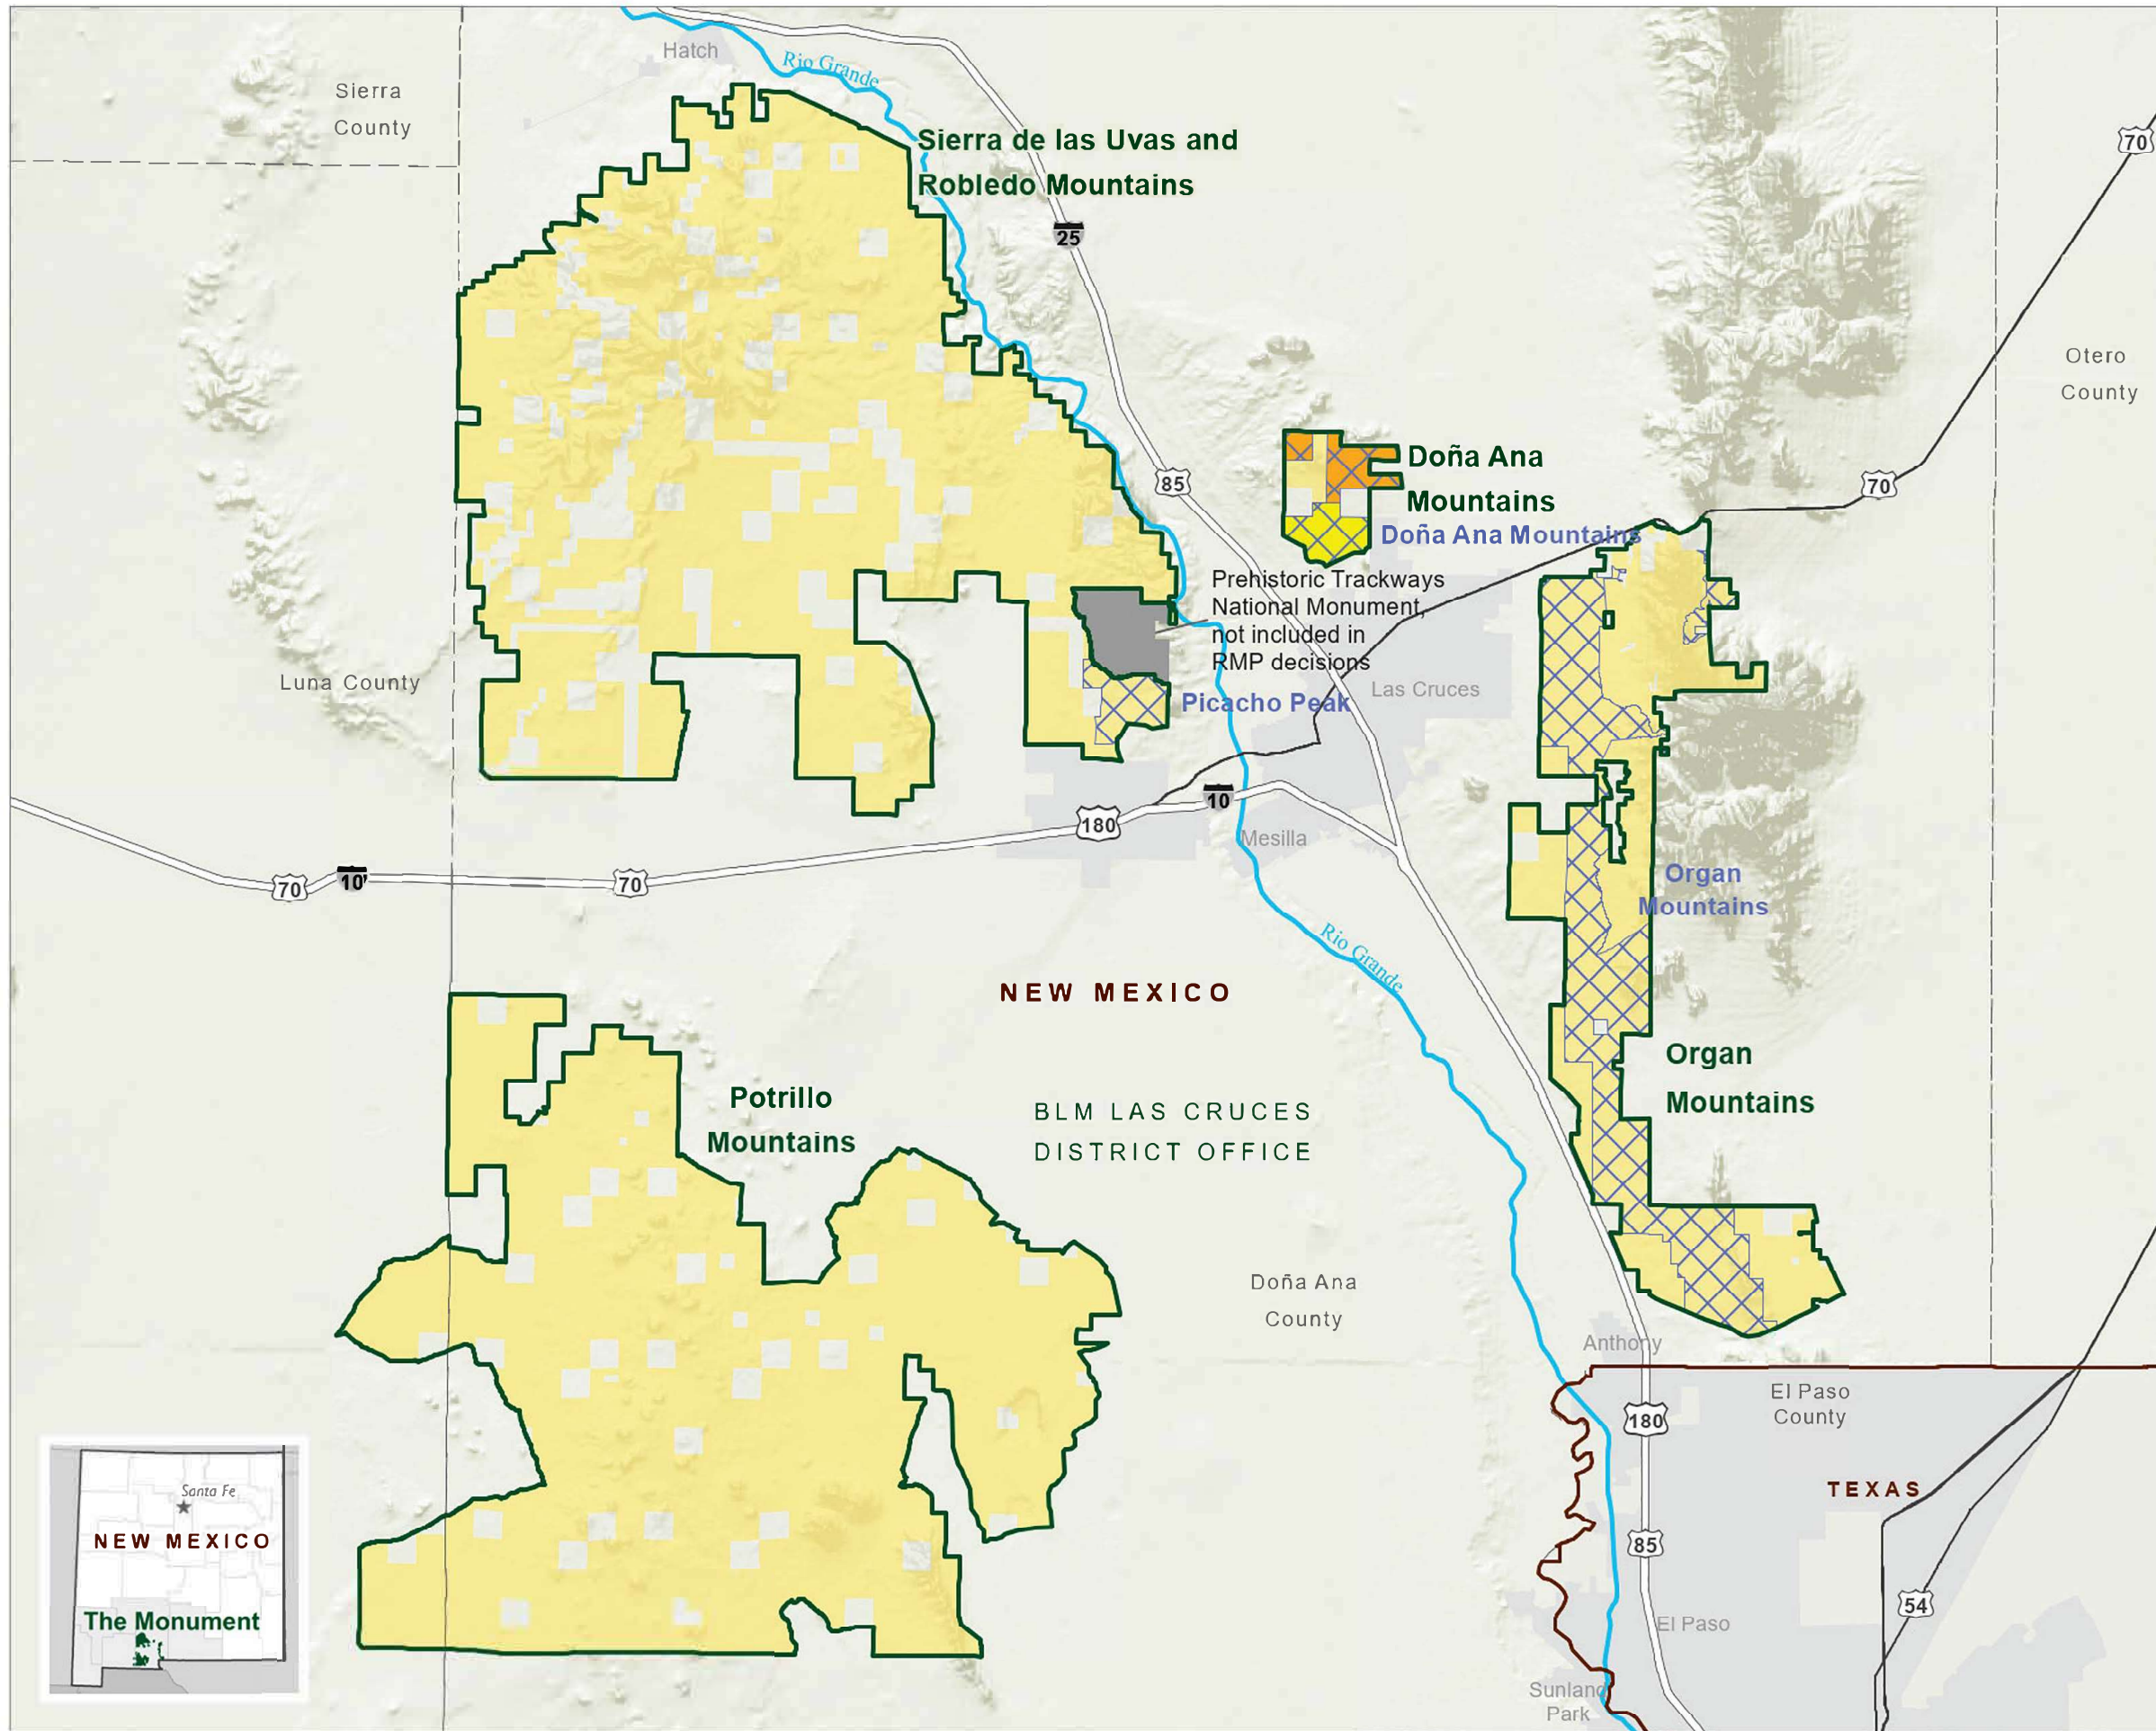 Hatch
Rio Grande
Sierra
County
Sierra de las Uvas and
Robledo Mountains
70
25
Otero
County
85
Doña Ana
Mountains
Doña Ana Mountains
70
Prehistoric Trackways
National Monument,
not included in
RMP decisions
Luna County
Las Cruces
Picacho Peak
10
180
Mesilla
70
10
70
Organ
Mountains
Rio Grande
NEW MEXICO
Organ
Mountains
Potrillo
Mountains
BLM LAS CRUCES
DISTRICT OFFICE
Doña Ana
County
Anthony
El Paso
County
180
TEXAS
Santa Fe
NEW MEXICO
85
54
The Monument
El Paso
Sunland
Park